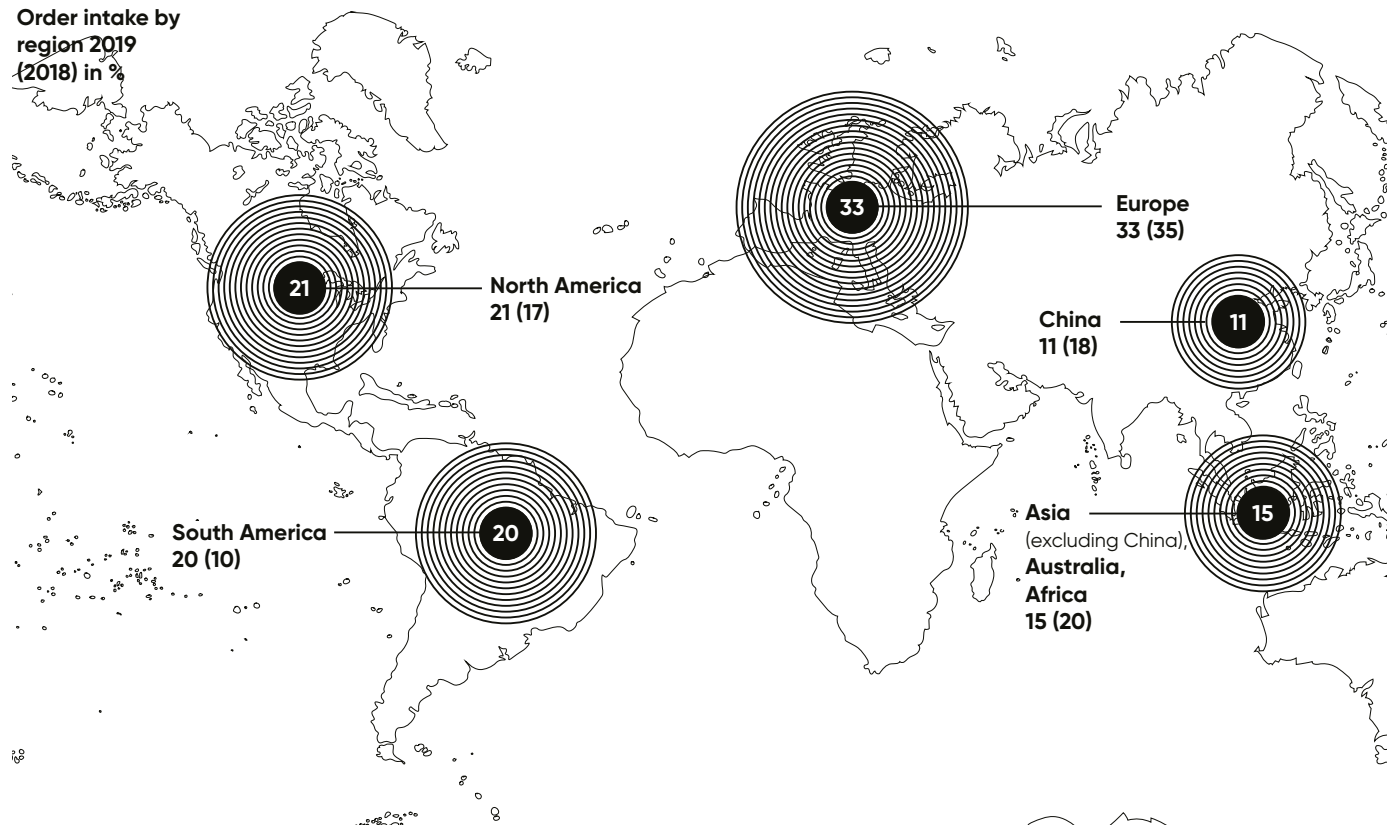 Order intake by
region 2019
(2018) in %
33
Europe
33 (35)
21
North America
21 (17)
China
11 (18)
11
South America
20 (10)
20
Asia
(excluding China),
Australia,
Africa
15 (20)
15